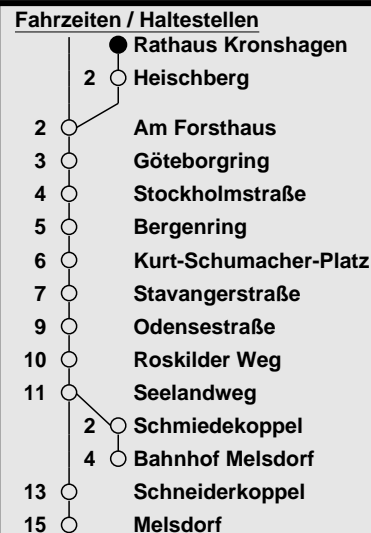 Fahrzeiten / Haltestellen
Rathaus Kronshagen
2 Heischberg
2 Am Forsthaus
3 Göteborgring
4 Stockholmstraße
5 Bergenring
6 Kurt-Schumacher-Platz
7 Stavangerstraße
9 Odensestraße
10 Roskilder Weg
11 Seelandweg
2 Schmiedekoppel
4 Bahnhof Melsdorf
13 Schneiderkoppel
15 Melsdorf